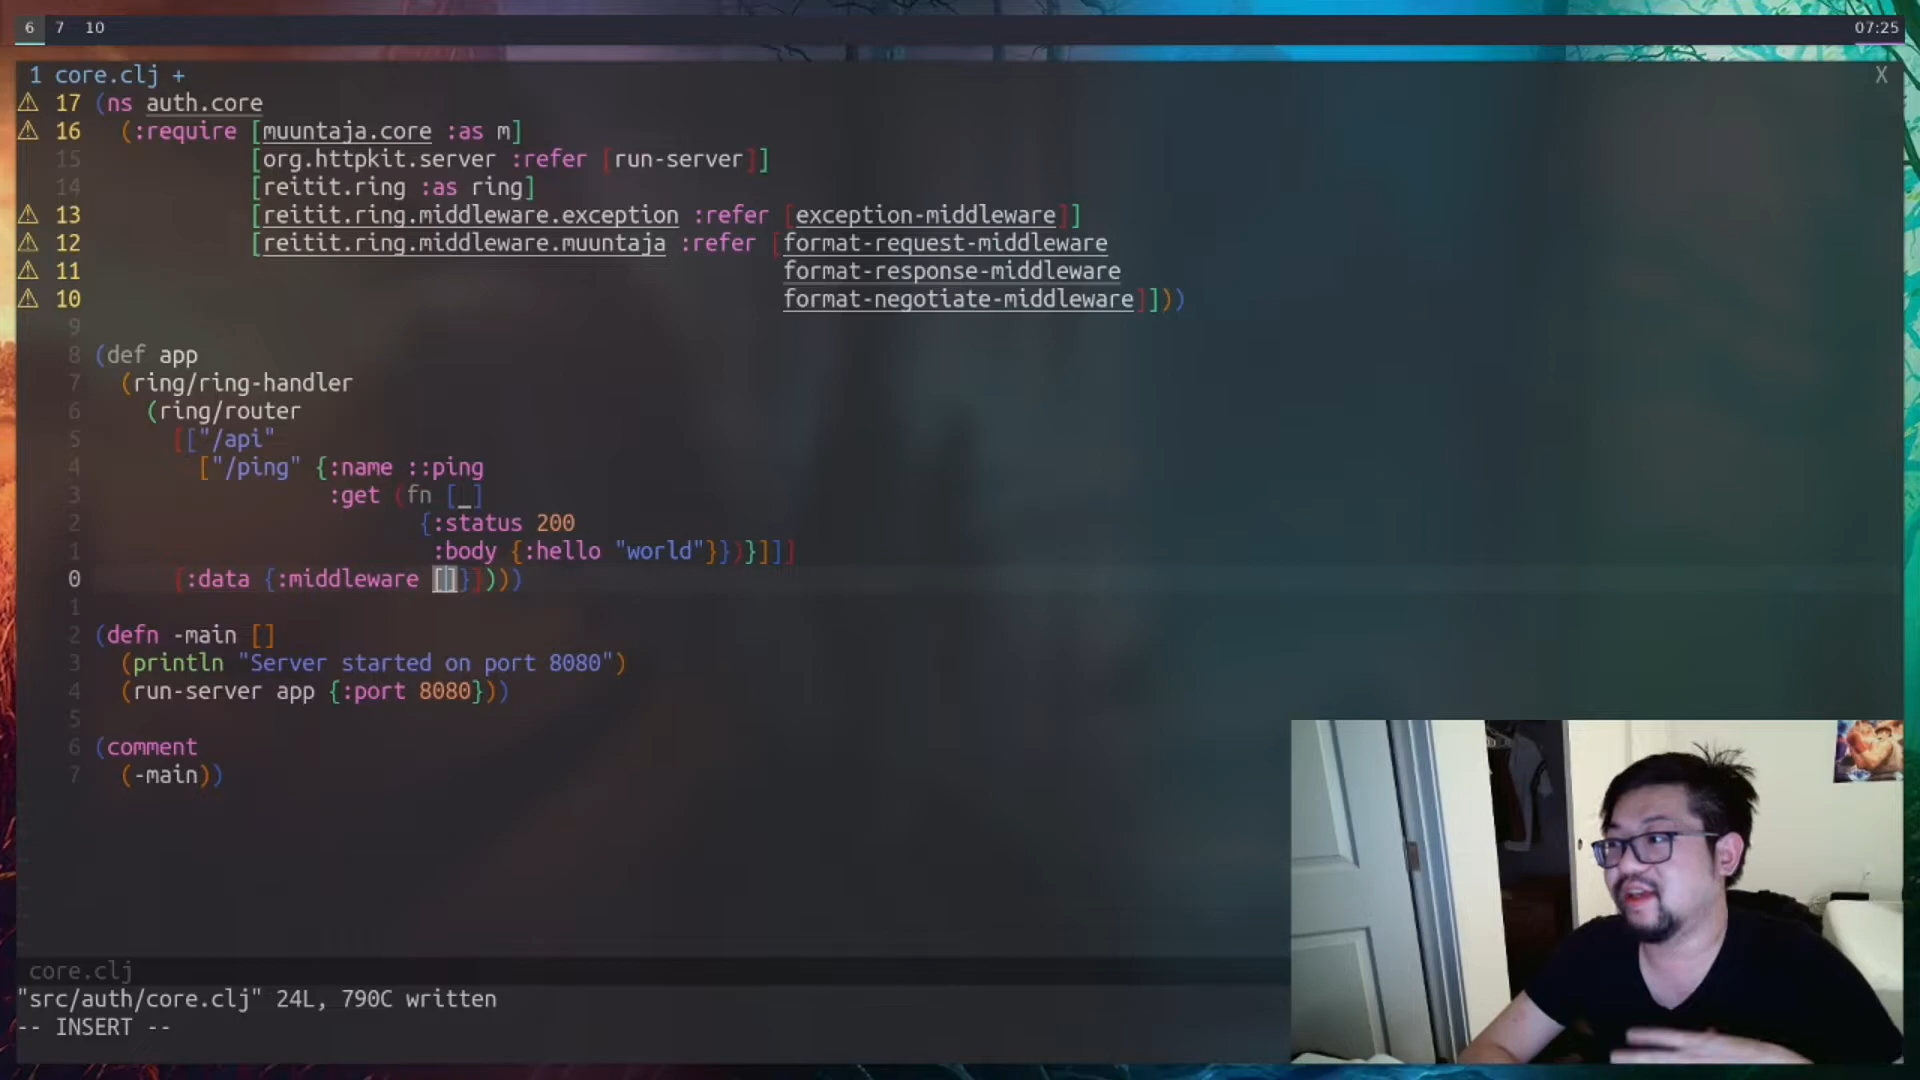 6 7 10 07:25
1 core.clj + X
⚠ 17 (ns auth.core
⚠ 16 (:require [muuntaja.core :as m]
15 [org.httpkit.server :refer [run-server]]
14 [reitit.ring :as ring]
⚠ 13 [reitit.ring.middleware.exception :refer [exception-middleware]]
⚠ 12 [reitit.ring.middleware.muuntaja :refer [format-request-middleware
⚠ 11 format-response-middleware
⚠ 10 format-negotiate-middleware]]))
9
8 (def app
7 (ring/ring-handler
6 (ring/router
5 [["/api"
4 ["/ping" {:name ::ping
3 :get (fn [_]
2 {:status 200
1 :body {:hello "world"}})}]]]
0 [:data {:middleware []}])))
1
2 (defn -main []
3 (println "Server started on port 8080")
4 (run-server app {:port 8080}))
5
6 (comment
7 (-main))
core.clj
"src/auth/core.clj" 24L, 790C written
-- INSERT --